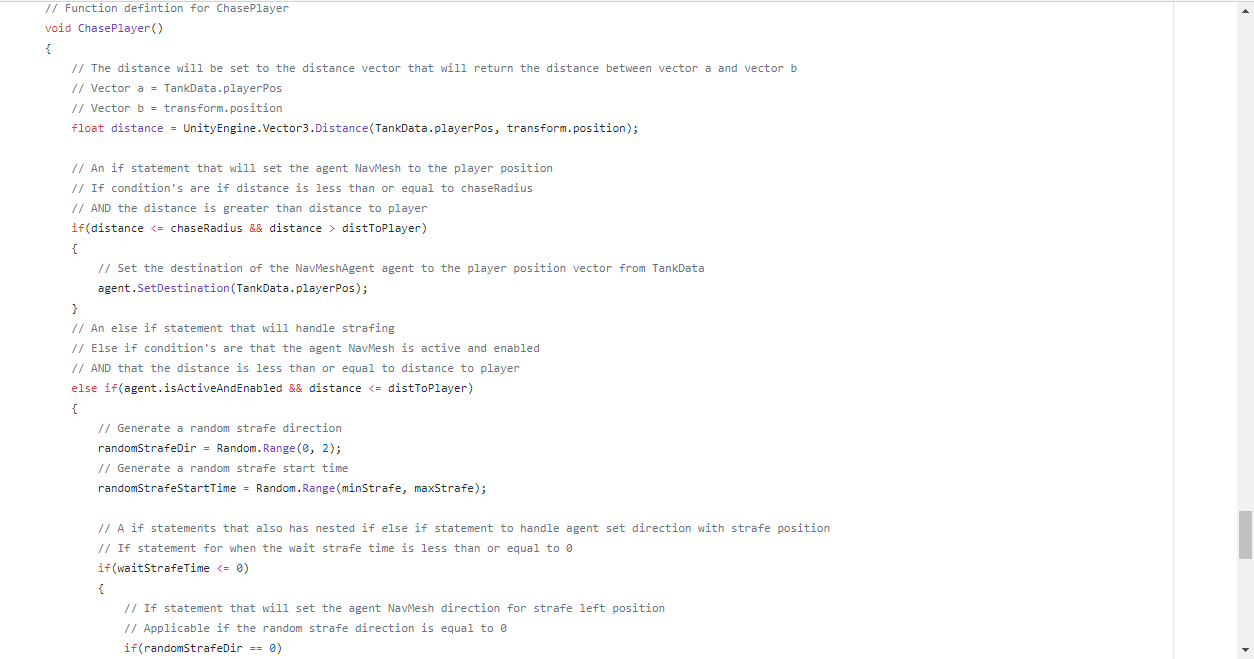 // Function defintion for ChasePlayer
void ChasePlayer()
{
// The distance will be set to the distance vector that will return the distance between vector a and vector b
// Vector a = TankData.playerPos
// Vector b = transform.position
float distance = UnityEngine.Vector3.Distance(TankData.playerPos, transform.position);
// An if statement that will set the agent NavMesh to the player position
// If condition's are if distance is less than or equal to chaseRadius
// AND the distance is greater than distance to player
if(distance <= chaseRadius && distance > distToPlayer)
{
// Set the destination of the NavMeshAgent agent to the player position vector from TankData
agent.SetDestination(TankData.playerPos);
}
// An else if statement that will handle strafing
// Else if condition's are that the agent NavMesh is active and enabled
// AND that the distance is less than or equal to distance to player
else if(agent.isActiveAndEnabled && distance <= distToPlayer)
{
// Generate a random strafe direction
randomStrafeDir = Random.Range(0, 2);
// Generate a random strafe start time
randomStrafeStartTime = Random.Range(minStrafe, maxStrafe);
// A if statements that also has nested if else if statement to handle agent set direction with strafe position
// If statement for when the wait strafe time is less than or equal to 0
if(waitStrafeTime <= 0)
{
// If statement that will set the agent NavMesh direction for strafe left position
// Applicable if the random strafe direction is equal to 0
if(randomStrafeDir == 0)